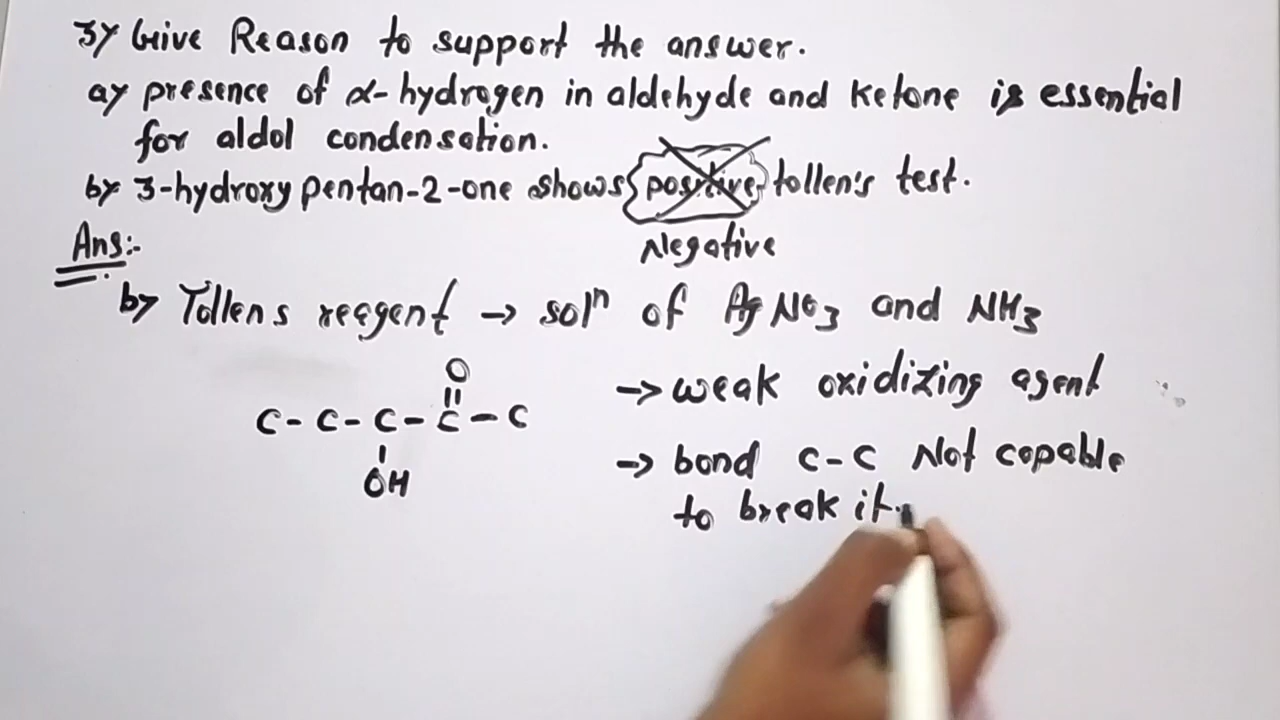 3) Give Reason to support the answer.
a) presence of α-hydrogen in aldehyde and ketone is essential
for aldol condensation.
b) 3-hydroxy pentan-2-one shows positive tollen's test.
Negative
Ans:-
b) Tollens reagent → solⁿ of AgNO₃ and NH₃
O
C-C-C-C-C
OH
→ weak oxidizing agent
→ bond C-C Not capable
to break it.